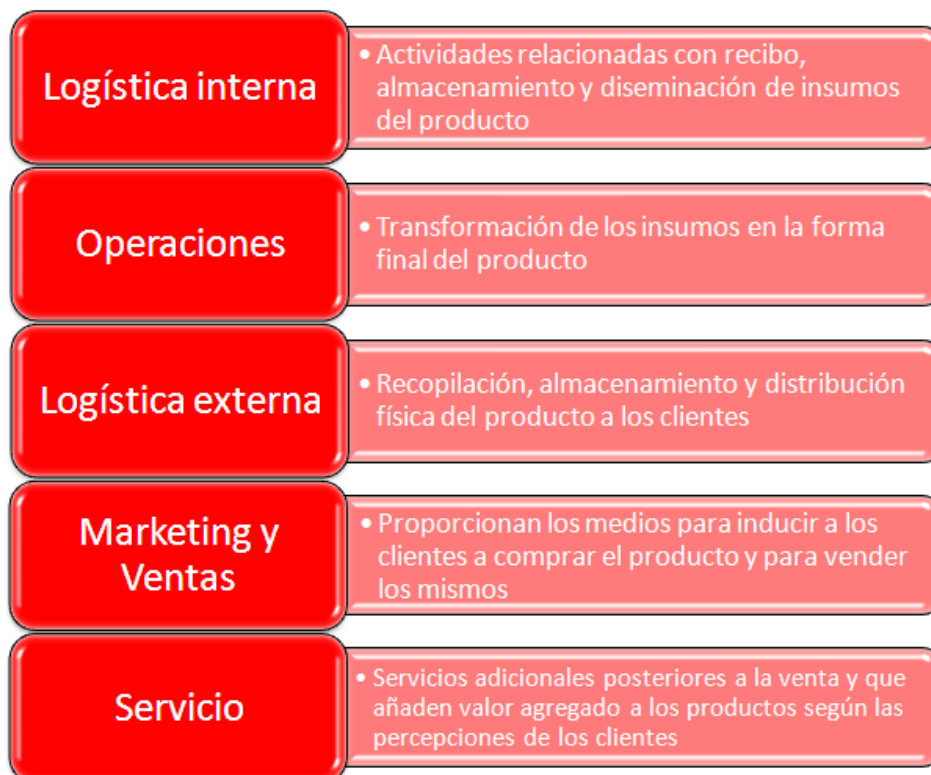 Logística interna
• Actividades relacionadas con recibo,
almacenamiento y diseminación de insumos
del producto
Operaciones
• Transformación de los insumos en la forma
final del producto
Logística externa
• Recopilación, almacenamiento y distribución
física del producto a los clientes
Marketing y
Ventas
• Proporcionan los medios para inducir a los
clientes a comprar el producto y para vender
los mismos
Servicio
• Servicios adicionales posteriores a la venta y que
añaden valor agregado a los productos según las
percepciones de los clientes